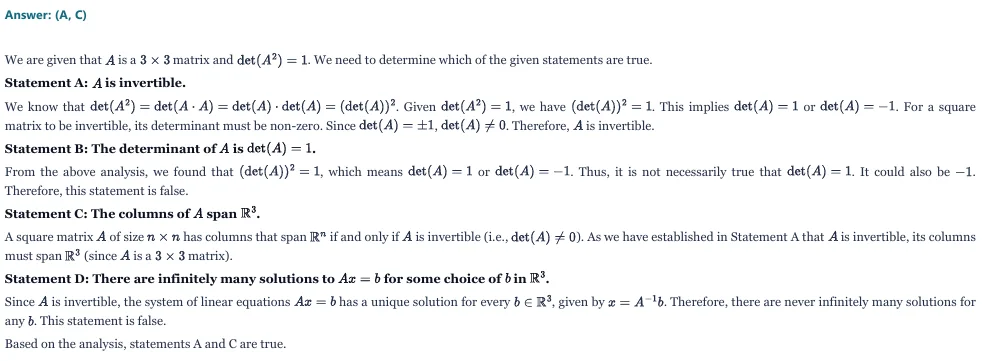 Answer: (A, C)
We are given that A is a 3 × 3 matrix and det(A²) = 1. We need to determine which of the given statements are true.
Statement A: A is invertible.
We know that det(A²) = det(A · A) = det(A) · det(A) = (det(A))². Given det(A²) = 1, we have (det(A))² = 1. This implies det(A) = 1 or det(A) = −1. For a square
matrix to be invertible, its determinant must be non-zero. Since det(A) = ±1, det(A) ≠ 0. Therefore, A is invertible.
Statement B: The determinant of A is det(A) = 1.
From the above analysis, we found that (det(A))² = 1, which means det(A) = 1 or det(A) = −1. Thus, it is not necessarily true that det(A) = 1. It could also be −1.
Therefore, this statement is false.
Statement C: The columns of A span ℝ³.
A square matrix A of size n × n has columns that span ℝⁿ if and only if A is invertible (i.e., det(A) ≠ 0). As we have established in Statement A that A is invertible, its columns
must span ℝ³ (since A is a 3 × 3 matrix).
Statement D: There are infinitely many solutions to Ax = b for some choice of b in ℝ³.
Since A is invertible, the system of linear equations Ax = b has a unique solution for every b ∈ ℝ³, given by x = A⁻¹b. Therefore, there are never infinitely many solutions for
any b. This statement is false.
Based on the analysis, statements A and C are true.